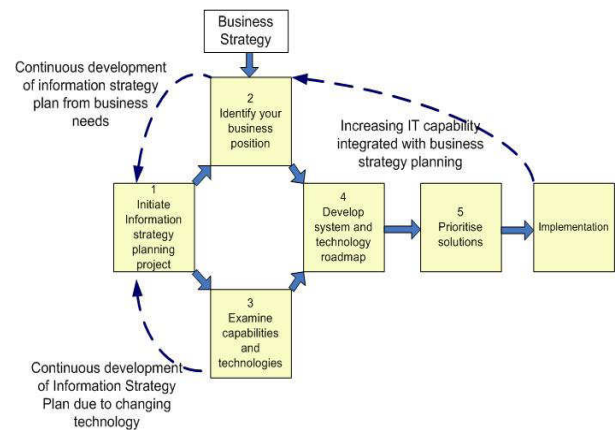 Business
Strategy
Continuous development
of information strategy
plan from business
needs
2
Identify your
business
position
Increasing IT capability
integrated with business
strategy planning
1
Initiate
Information
strategy
planning
project
4
Develop
system and
technology
roadmap
5
Prioritise
solutions
Implementation
3
Examine
capabilities
and
technologies
Continuous development
of Information Strategy
Plan due to changing
technology